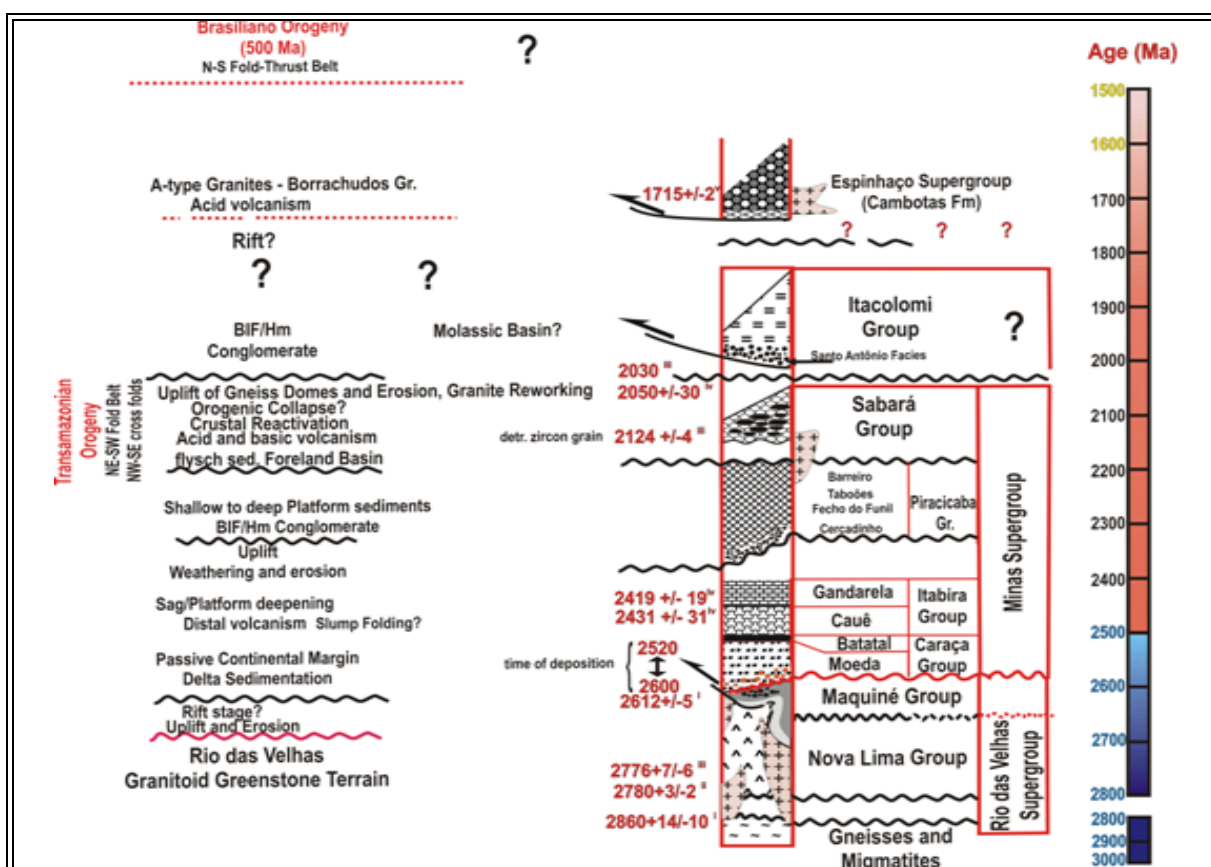 Brasiliano Orogeny
(500 Ma)
N-S Fold-Thrust Belt
?
Age (Ma)
1500
1600
1700
1800
1900
2000
2100
2200
2300
2400
2500
2600
2700
2800
2800
2900
3000
A-type Granites - Borrachudos Gr.
Acid volcanism
1715+/-2 v
Espinhaço Supergroup
(Cambotas Fm)
? ? ?
Rift?
? ?
BIF/Hm
Conglomerate
Molassic Basin?
Itacolomi
Group
?
Santo Antônio Facies
2030 iii
Transamazonian
Orogeny
NE-SW Fold Belt
NW-SE cross folds
Uplift of Gneiss Domes and Erosion, Granite Reworking
Orogenic Collapse?
Crustal Reactivation
Acid and basic volcanism
flysch sed. Foreland Basin
2050+/-30 iv
detr. zircon grain
2124 +/-4 iii
Sabará
Group
Shallow to deep Platform sediments
BIF/Hm Conglomerate
Uplift
Weathering and erosion
Barreiro
Taboões
Fecho do Funil
Cercadinho
Piracicaba
Gr.
Minas Supergroup
Sag/Platform deepening
Distal volcanism Slump Folding?
2419 +/- 19 iv
2431 +/- 31 iv
Gandarela
Cauê
Itabira
Group
Passive Continental Margin
Delta Sedimentation
time of deposition
2520
2600
2612+/-5 i
Batatal
Moeda
Caraça
Group
Rift stage?
Uplift and Erosion
Maquiné Group
Rio das Velhas
Granitoid Greenstone Terrain
2776+7/-6 iii
2780+3/-2 ii
2860+14/-10 i
Nova Lima Group
Rio das Velhas
Supergroup
Gneisses and
Migmatites